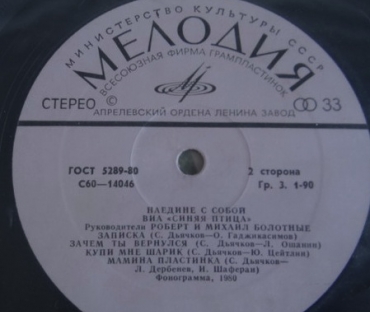 МИНИСТЕРСТВО КУЛЬТУРЫ СССР
МЕЛОДИЯ
ВСЕСОЮЗНАЯ ФИРМА ГРАМПЛАСТИНОК
СТЕРЕО
33
АПРЕЛЕВСКИЙ ОРДЕНА ЛЕНИНА ЗАВОД
ГОСТ 5289-80
2 сторона
С60—14046
Гр. 3. 1-90
НАЕДИНЕ С СОБОЙ
ВИА «СИНЯЯ ПТИЦА»
Руководители РОБЕРТ И МИХАИЛ БОЛОТНЫЕ
ЗАПИСКА (С. Дьячков—О. Гаджикасимов)
ЗАЧЕМ ТЫ ВЕРНУЛСЯ (С. Дьячков—Л. Ошанин)
КУПИ МНЕ ШАРИК (С. Дьячков—Ю. Цейтлин)
МАМИНА ПЛАСТИНКА (С. Дьячков—
Л. Дербенев, И. Шаферан)
Фонограмма, 1980